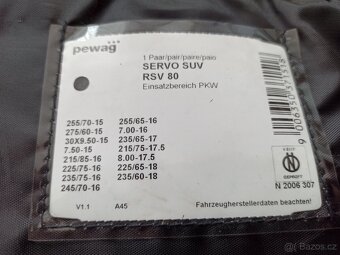 pewag
1 Paar/pair/paire/paio
SERVO SUV
RSV 80
Einsatzbereich PKW
255/70-15 255/65-16
275/60-15 7.00-16
30X9.50-15 235/65-17
7.50-15 215/75-17.5
215/85-16 8.00-17.5
225/75-16 225/65-18
235/75-16 235/60-18
245/70-16
V1.1 A45
GEPRÜFT
N 2006 307
Fahrzeugherstellerdaten beachten!
bazos.cz